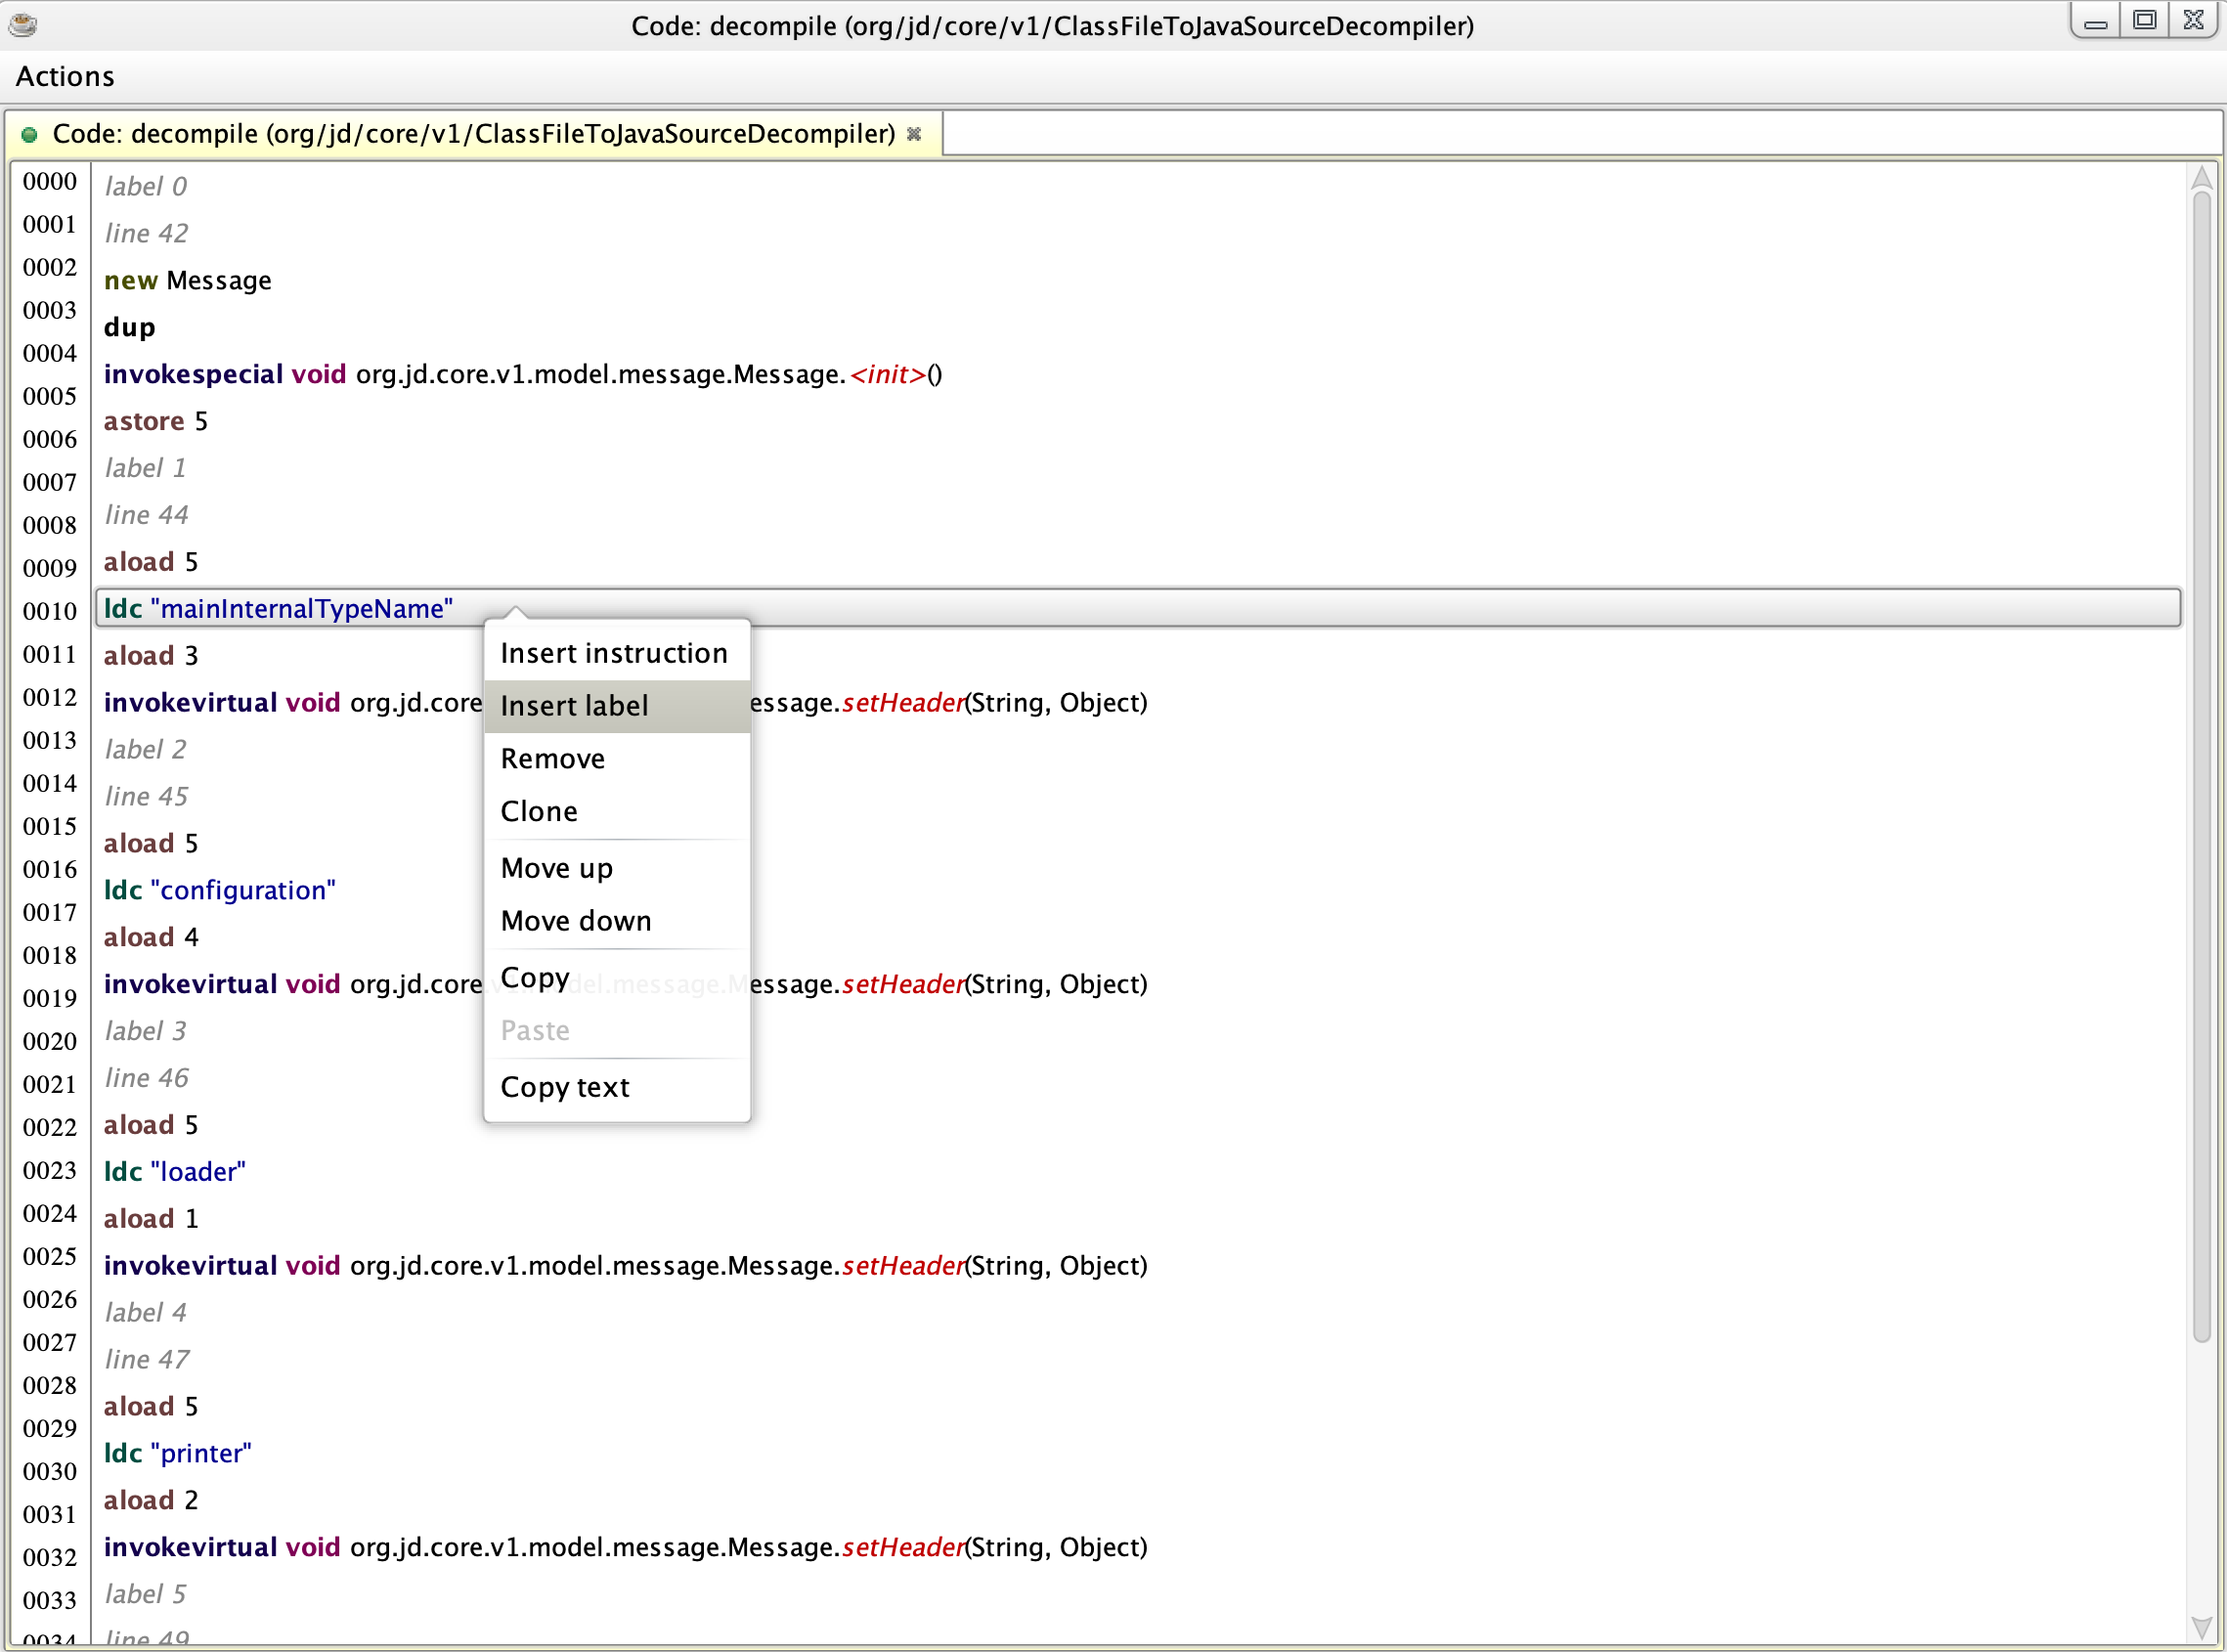 Code: decompile (org/jd/core/v1/ClassFileToJavaSourceDecompiler)
Actions
Code: decompile (org/jd/core/v1/ClassFileToJavaSourceDecompiler)
0000
0001
0002
0003
0004
0005
0006
0007
0008
0009
0010
0011
0012
0013
0014
0015
0016
0017
0018
0019
0020
0021
0022
0023
0024
0025
0026
0027
0028
0029
0030
0031
0032
0033
0034
label 0
line 42
new Message
dup
invokespecial void org.jd.core.v1.model.message.Message.<init>()
astore 5
label 1
line 44
aload 5
ldc "mainInternalTypeName"
aload 3
invokevirtual void org.jd.core essage.setHeader(String, Object)
label 2
line 45
aload 5
ldc "configuration"
aload 4
invokevirtual void org.jd.core.v1.model.message.Message.setHeader(String, Object)
label 3
line 46
aload 5
ldc "loader"
aload 1
invokevirtual void org.jd.core.v1.model.message.Message.setHeader(String, Object)
label 4
line 47
aload 5
ldc "printer"
aload 2
invokevirtual void org.jd.core.v1.model.message.Message.setHeader(String, Object)
label 5
line 49
Insert instruction
Insert label
Remove
Clone
Move up
Move down
Copy
Paste
Copy text